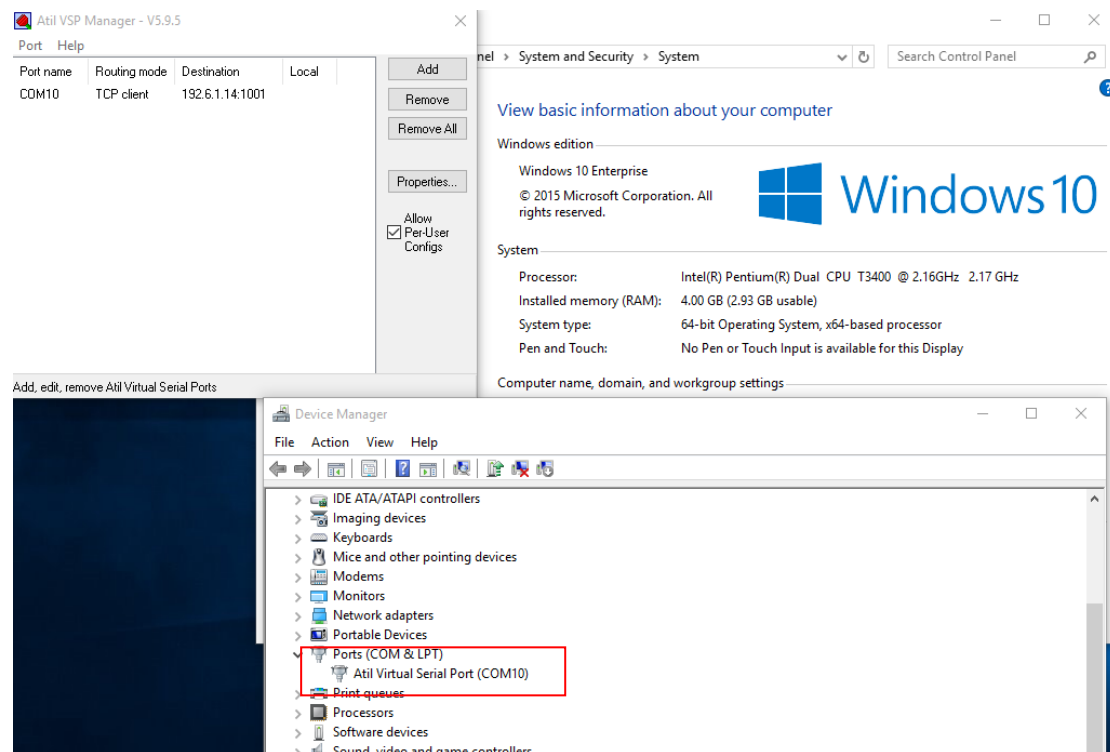 Atil VSP Manager - V5.9.5
Port Help
Port name Routing mode Destination Local
COM10 TCP client 192.6.1.14:1001
Add
Remove
Remove All
Properties...
Allow
Per-User
Configs
Add, edit, remove Atil Virtual Serial Ports
nel > System and Security > System
Search Control Panel
View basic information about your computer
Windows edition
Windows 10 Enterprise
© 2015 Microsoft Corporation. All
rights reserved.
Windows 10
System
Processor: Intel(R) Pentium(R) Dual CPU T3400 @ 2.16GHz 2.17 GHz
Installed memory (RAM): 4.00 GB (2.93 GB usable)
System type: 64-bit Operating System, x64-based processor
Pen and Touch: No Pen or Touch Input is available for this Display
Computer name, domain, and workgroup settings
Device Manager
File Action View Help
IDE ATA/ATAPI controllers
Imaging devices
Keyboards
Mice and other pointing devices
Modems
Monitors
Network adapters
Portable Devices
Ports (COM & LPT)
Atil Virtual Serial Port (COM10)
Print queues
Processors
Software devices
Sound, video and game controllers